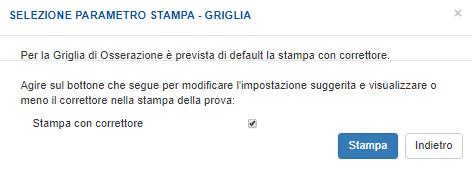 SELEZIONE PARAMETRO STAMPA - GRIGLIA
×
Per la Griglia di Osserazione è prevista di default la stampa con correttore.
Agire sul bottone che segue per modificare l'impostazione suggerita e visualizzare o
meno il correttore nella stampa della prova:
Stampa con correttore
Stampa Indietro